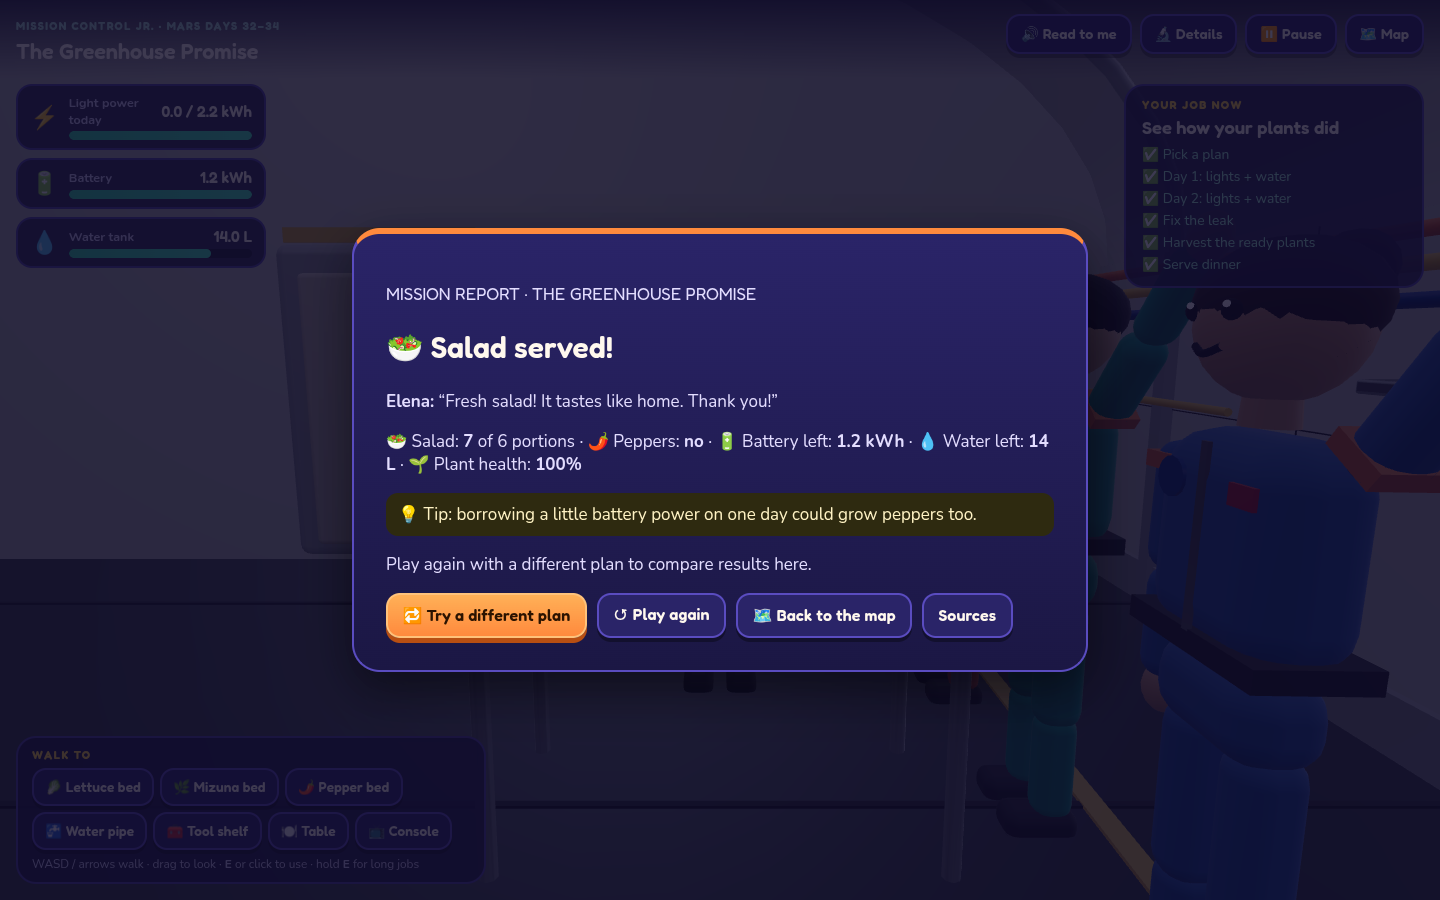 MISSION CONTROL JR. · MARS DAYS 32–34
The Greenhouse Promise
🔊 Read to me
🔬 Details
⏸️ Pause
🗺️ Map
⚡ Light power today 0.0 / 2.2 kWh
🔋 Battery 1.2 kWh
💧 Water tank 14.0 L
YOUR JOB NOW
See how your plants did
✅ Pick a plan
✅ Day 1: lights + water
✅ Day 2: lights + water
✅ Fix the leak
✅ Harvest the ready plants
✅ Serve dinner
MISSION REPORT · THE GREENHOUSE PROMISE
🥗 Salad served!
Elena: “Fresh salad! It tastes like home. Thank you!”
🥗 Salad: 7 of 6 portions · 🌶️ Peppers: no · 🔋 Battery left: 1.2 kWh · 💧 Water left: 14
L · 🌱 Plant health: 100%
💡 Tip: borrowing a little battery power on one day could grow peppers too.
Play again with a different plan to compare results here.
🔁 Try a different plan
↺ Play again
🗺️ Back to the map
Sources
WALK TO
🥬 Lettuce bed
🌿 Mizuna bed
🌶️ Pepper bed
🚰 Water pipe
🧰 Tool shelf
🍽️ Table
📺 Console
WASD / arrows walk · drag to look · E or click to use · hold E for long jobs